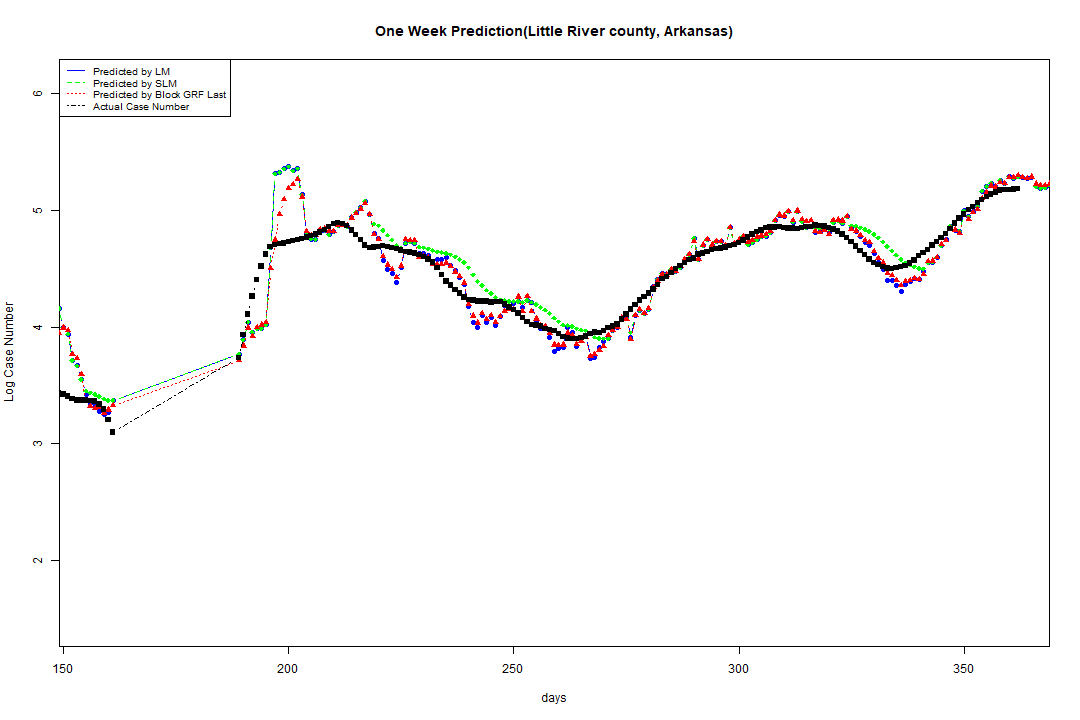 One Week Prediction(Little River county, Arkansas)
Predicted by LM
Predicted by SLM
Predicted by Block GRF Last
Actual Case Number
6
5
4
3
2
Log Case Number
150
200
250
300
350
days